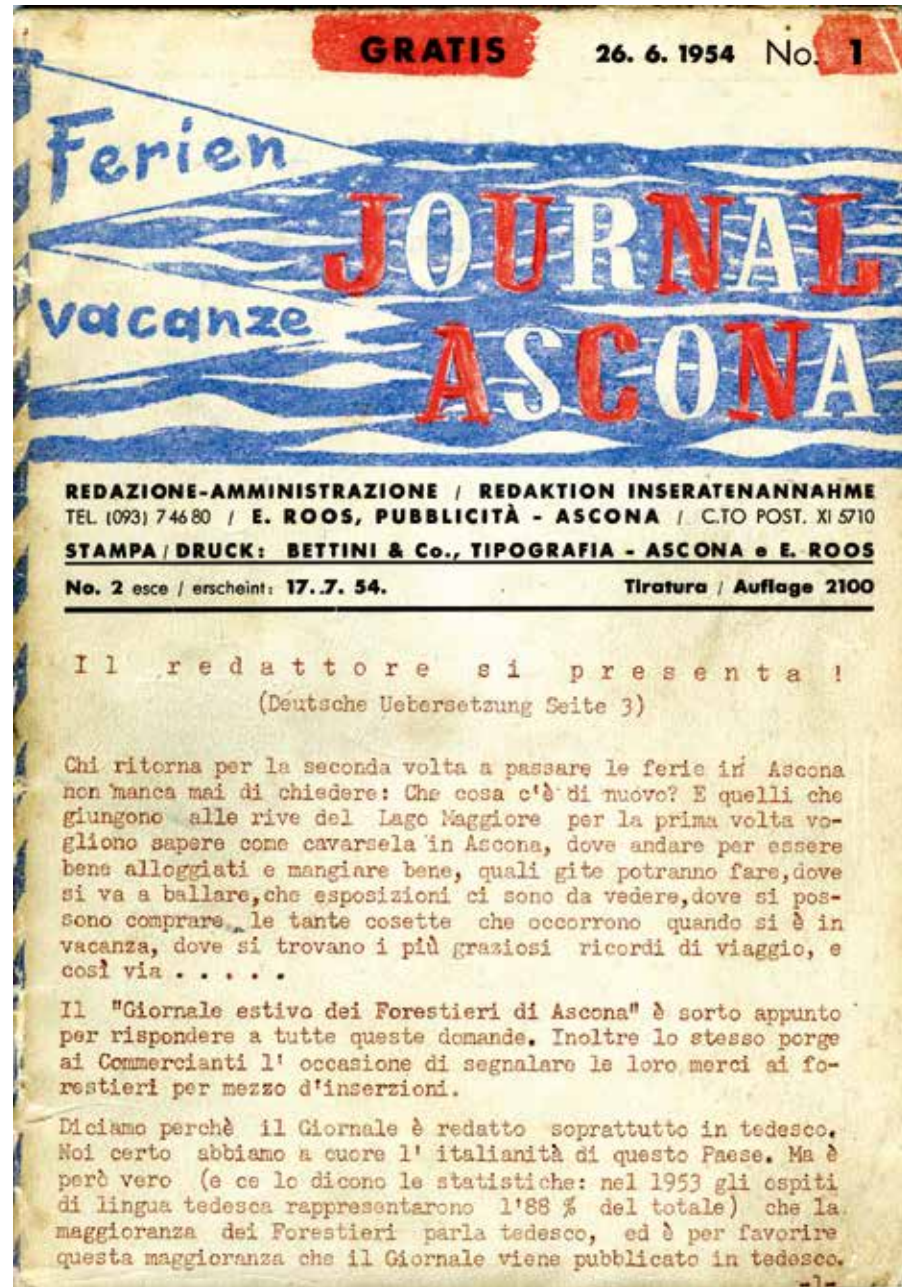 GRATIS 26. 6. 1954 No. 1
Ferien
vacanze
JOURNAL
ASCONA
REDAZIONE-AMMINISTRAZIONE / REDAKTION INSERATENANNAHME
TEL. (093) 7 46 80 / E. ROOS, PUBBLICITÀ - ASCONA / C.TO POST. XI 5710
STAMPA / DRUCK: BETTINI & Co., TIPOGRAFIA - ASCONA e E. ROOS
No. 2 esce / erscheint: 17..7. 54. Tiratura / Auflage 2100
Il redattore si presenta !
(Deutsche Uebersetzung Seite 3)
Chi ritorna per la seconda volta a passare le ferie in Ascona
non manca mai di chiedere: Che cosa c'è di nuovo? E quelli che
giungono alle rive del Lago Maggiore per la prima volta vo-
gliono sapere come cavarsela in Ascona, dove andare per essere
bene alloggiati e mangiare bene, quali gite potranno fare,dove
si va a ballare,che esposizioni ci sono da vedere,dove si pos-
sono comprare le tante cosette che occorrono quando si è in
vacanza, dove si trovano i più graziosi ricordi di viaggio, e
così via . . . . .
Il "Giornale estivo dei Forestieri di Ascona" è sorto appunto
per rispondere a tutte queste domande. Inoltre lo stesso porge
ai Commercianti l' occasione di segnalare le loro merci ai fo-
restieri per mezzo d'inserzioni.
Diciamo perchè il Giornale è redatto soprattutto in tedesco.
Noi certo abbiamo a cuore l' italianità di questo Paese. Ma è
però vero (e ce lo dicono le statistiche: nel 1953 gli ospiti
di lingua tedesca rappresentarono l'88 % del totale) che la
maggioranza dei Forestieri parla tedesco, ed è per favorire
questa maggioranza che il Giornale viene pubblicato in tedesco.